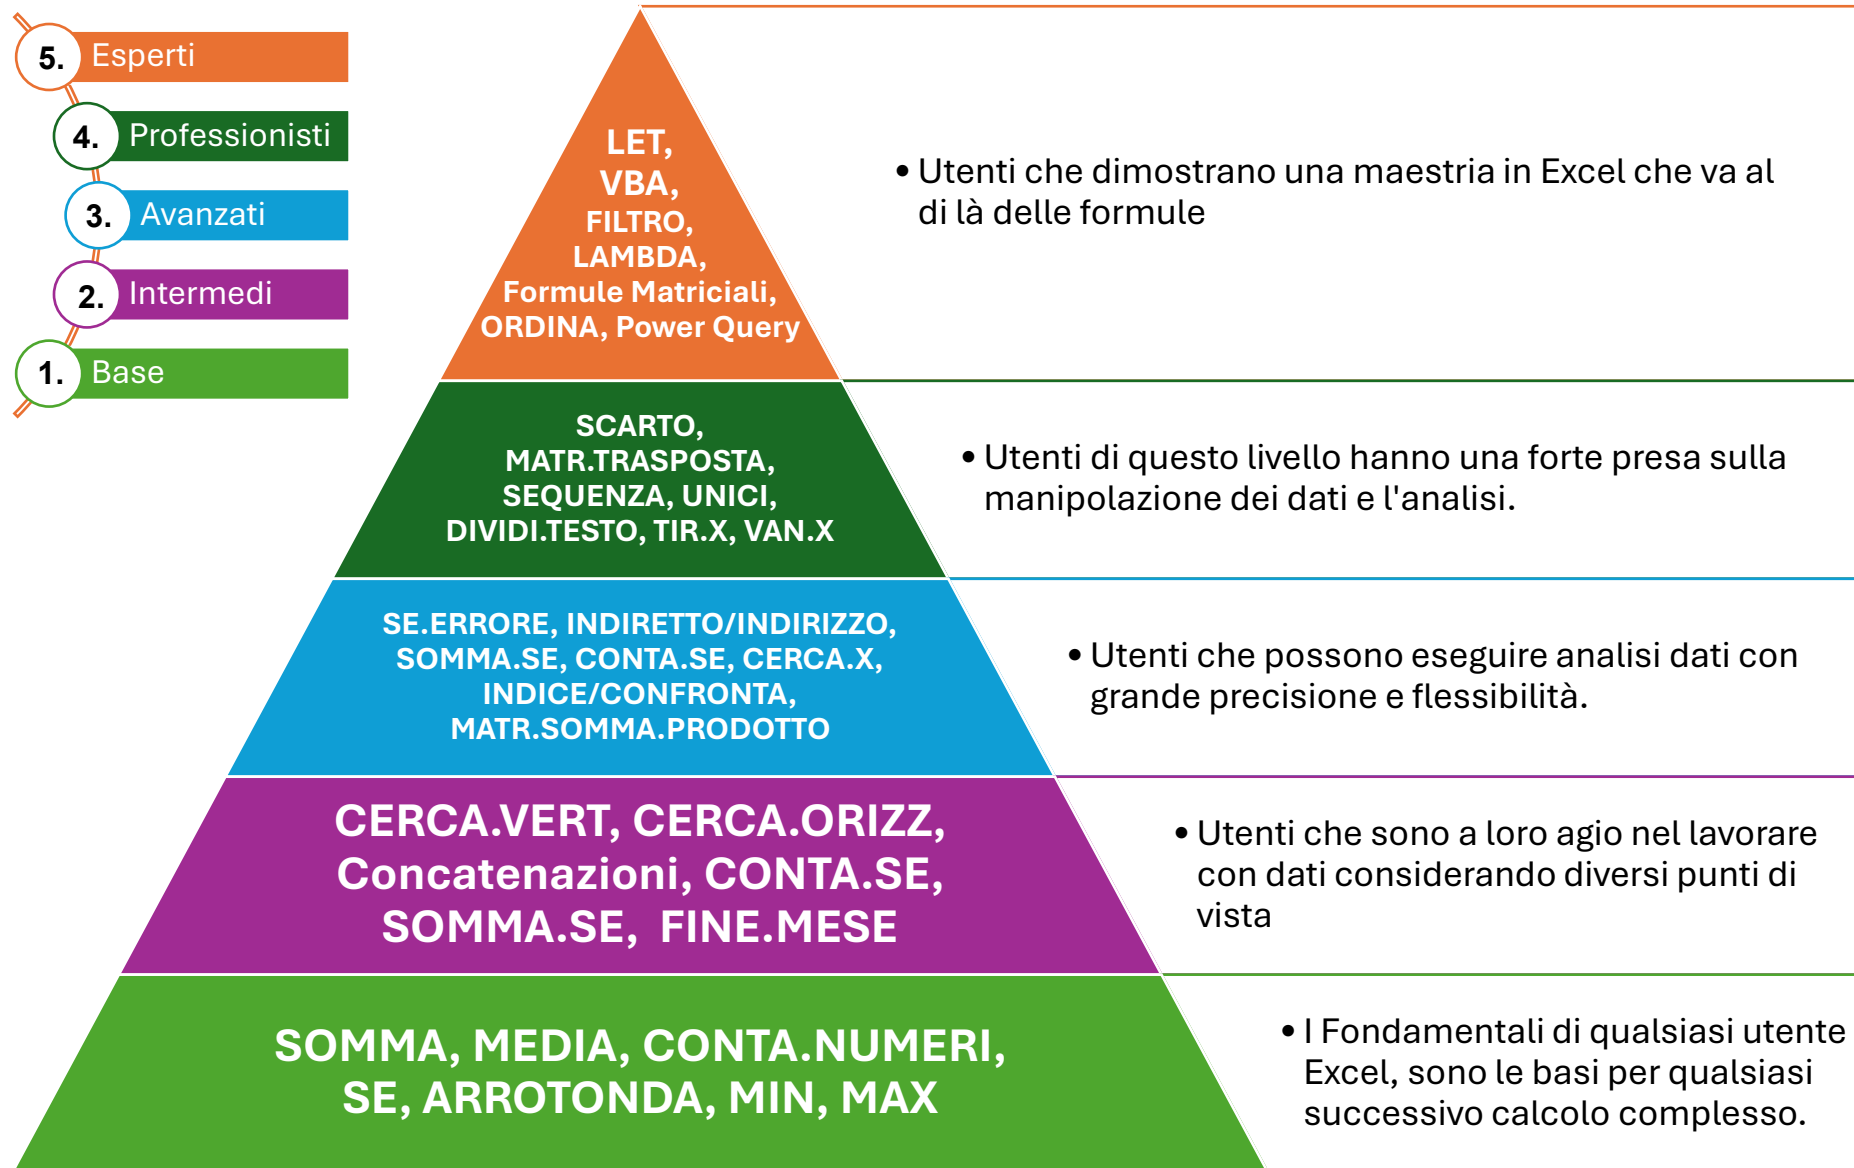 5. Esperti
4. Professionisti
3. Avanzati
2. Intermedi
1. Base
LET,
VBA,
FILTRO,
LAMBDA,
Formule Matriciali,
ORDINA, Power Query
• Utenti che dimostrano una maestria in Excel che va al
di là delle formule
SCARTO,
MATR.TRASPOSTA,
SEQUENZA, UNICI,
DIVIDI.TESTO, TIR.X, VAN.X
• Utenti di questo livello hanno una forte presa sulla
manipolazione dei dati e l'analisi.
SE.ERRORE, INDIRETTO/INDIRIZZO,
SOMMA.SE, CONTA.SE, CERCA.X,
INDICE/CONFRONTA,
MATR.SOMMA.PRODOTTO
• Utenti che possono eseguire analisi dati con
grande precisione e flessibilità.
CERCA.VERT, CERCA.ORIZZ,
Concatenazioni, CONTA.SE,
SOMMA.SE, FINE.MESE
• Utenti che sono a loro agio nel lavorare
con dati considerando diversi punti di
vista
SOMMA, MEDIA, CONTA.NUMERI,
SE, ARROTONDA, MIN, MAX
• I Fondamentali di qualsiasi utente
Excel, sono le basi per qualsiasi
successivo calcolo complesso.